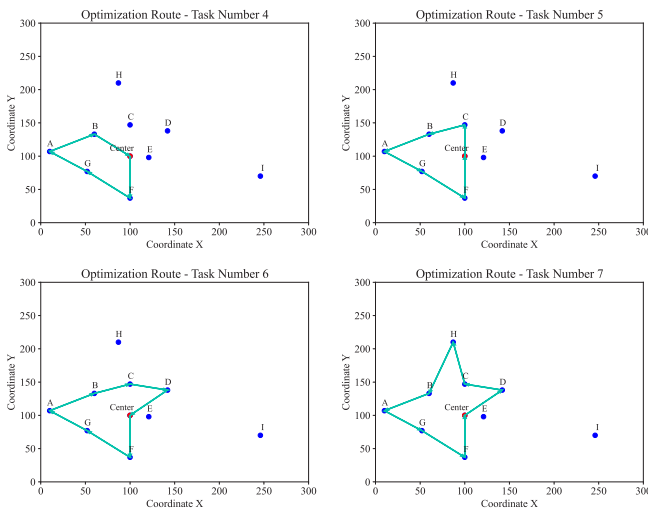 Optimization Route - Task Number 4
300
250
200
150
100
50
0
Coordinate Y
H
C
D
B
A
Center
E
G
I
F
0 50 100 150 200 250 300
Coordinate X
Optimization Route - Task Number 5
300
250
200
150
100
50
0
Coordinate Y
H
C
D
B
A
Center
E
G
I
F
0 50 100 150 200 250 300
Coordinate X
Optimization Route - Task Number 6
300
250
200
150
100
50
0
Coordinate Y
H
C
D
B
A
Center
E
G
I
F
0 50 100 150 200 250 300
Coordinate X
Optimization Route - Task Number 7
300
250
200
150
100
50
0
Coordinate Y
H
C
D
B
A
Center
E
G
I
F
0 50 100 150 200 250 300
Coordinate X